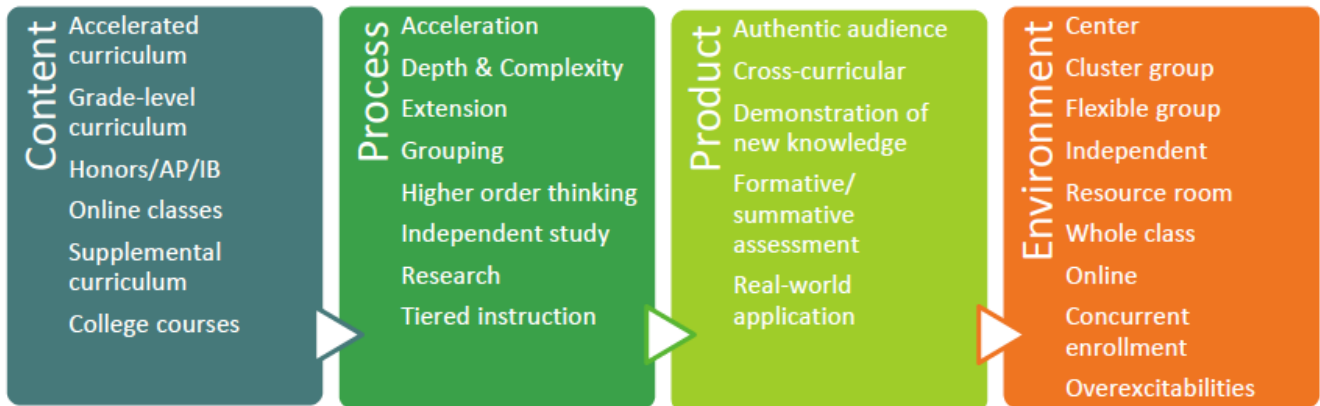 Content
Accelerated
curriculum
Grade-level
curriculum
Honors/AP/IB
Online classes
Supplemental
curriculum
College courses
Process
Acceleration
Depth & Complexity
Extension
Grouping
Higher order thinking
Independent study
Research
Tiered instruction
Product
Authentic audience
Cross-curricular
Demonstration of
new knowledge
Formative/
summative
assessment
Real-world
application
Environment
Center
Cluster group
Flexible group
Independent
Resource room
Whole class
Online
Concurrent
enrollment
Overexcitabilities